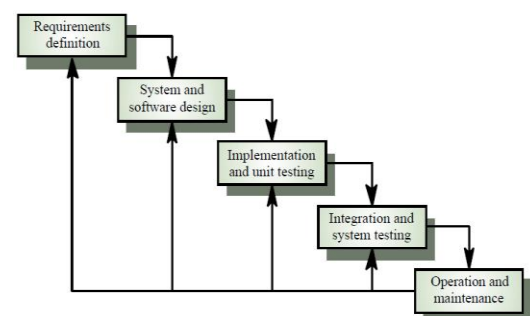 Requirements
definition
System and
software design
Implementation
and unit testing
Integration and
system testing
Operation and
maintenance